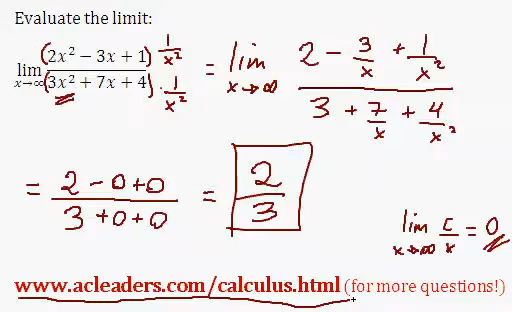 Evaluate the limit:
lim x→∞ (2x² − 3x + 1) 1/x² / (3x² + 7x + 4) · 1/x² = lim x→∞ (2 − 3/x + 1/x²) / (3 + 7/x + 4/x²)
= (2 − 0 + 0) / (3 + 0 + 0) = 2/3
lim x→∞ c/x = 0
www.acleaders.com/calculus.html (for more questions!)